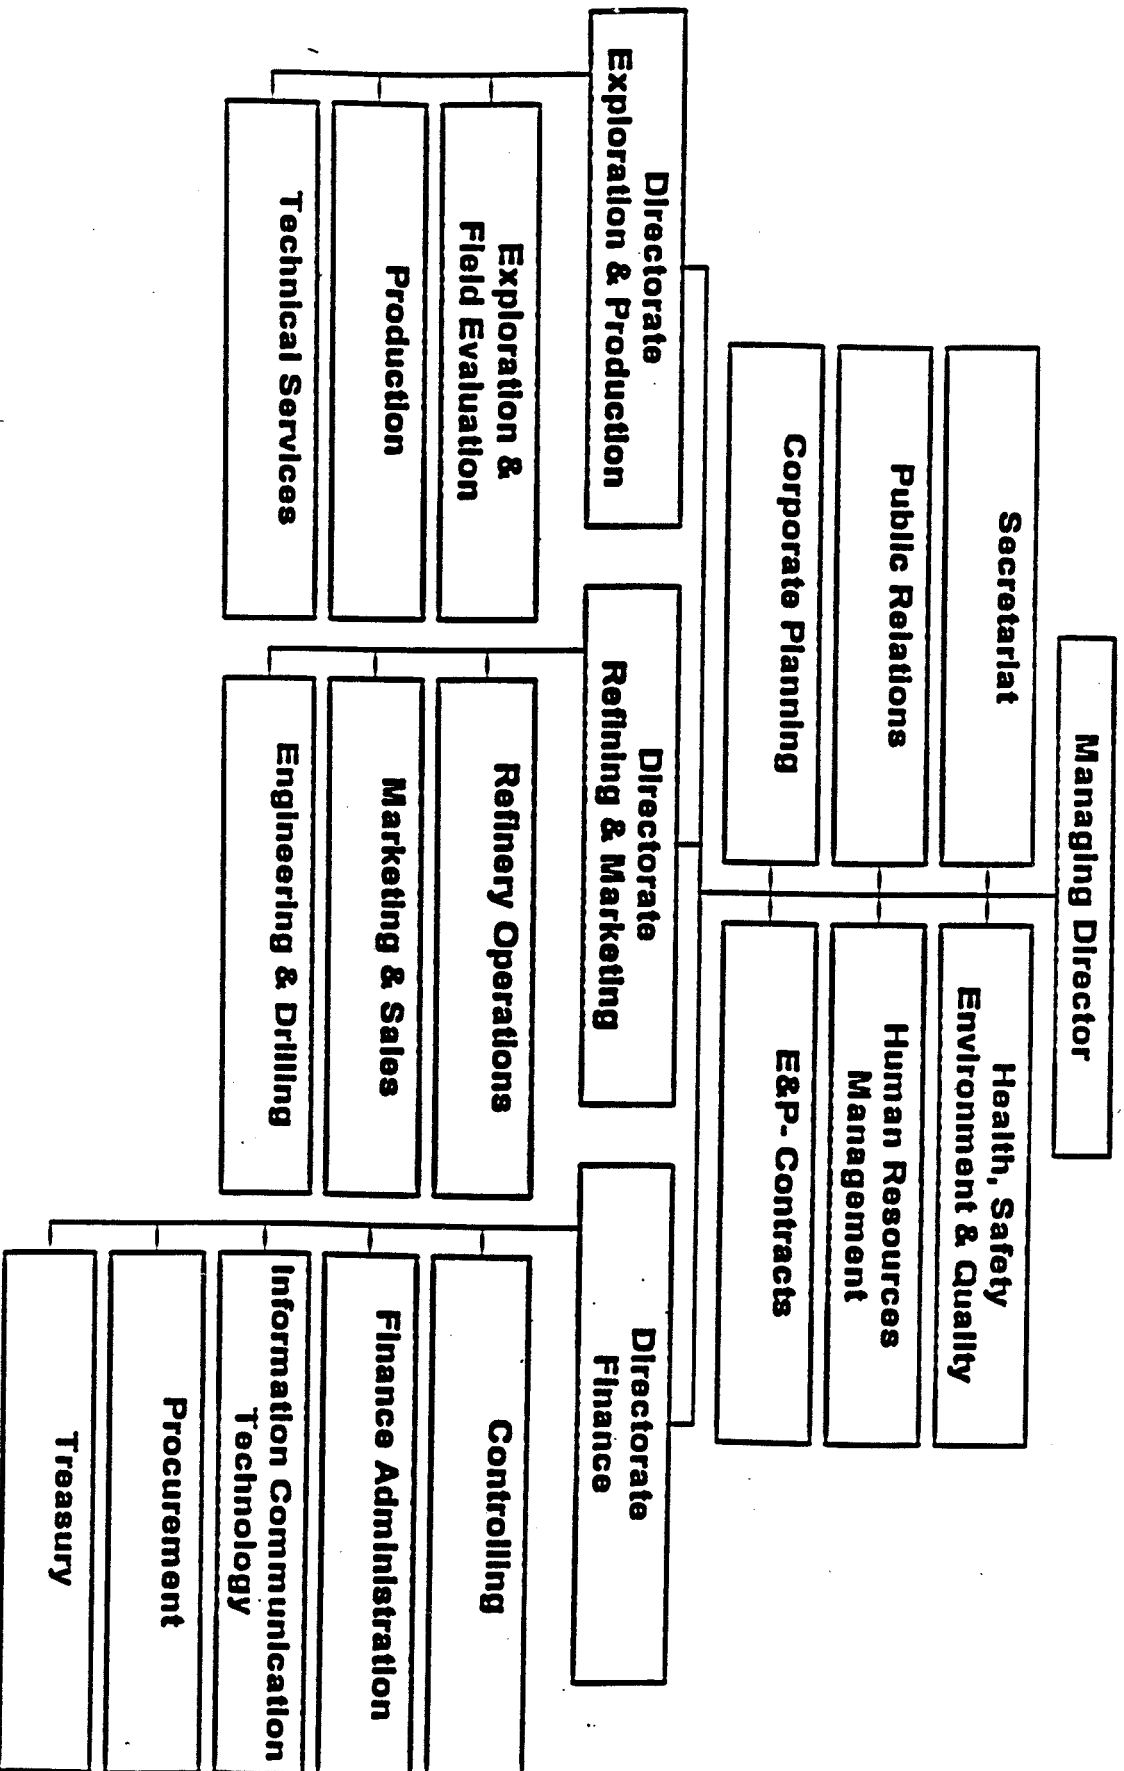 Managing Director
Secretariat
Health, Safety
Environment & Quality
Public Relations
Human Resources
Management
Corporate Planning
E&P- Contracts
Directorate
Exploration & Production
Directorate
Refining & Marketing
Directorate
Finance
Exploration &
Field Evaluation
Production
Technical Services
Refinery Operations
Marketing & Sales
Engineering & Drilling
Controlling
Finance Administration
Information Communication
Technology
Procurement
Treasury